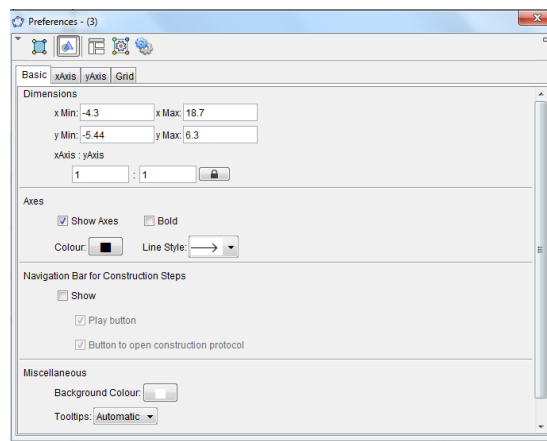 Preferences - (3)
Basic xAxis yAxis Grid
Dimensions
x Min: -4.3 x Max: 18.7
y Min: -5.44 y Max: 6.3
xAxis : yAxis
1 : 1
Axes
Show Axes Bold
Colour: Line Style:
Navigation Bar for Construction Steps
Show
Play button
Button to open construction protocol
Miscellaneous
Background Colour:
Tooltips: Automatic